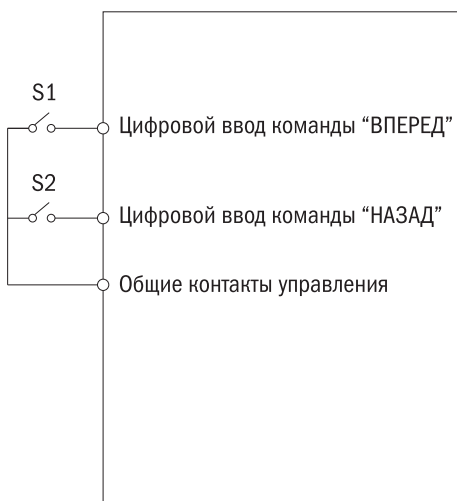 S1
Цифровой ввод команды “ВПЕРЕД”
S2
Цифровой ввод команды “НАЗАД”
Общие контакты управления